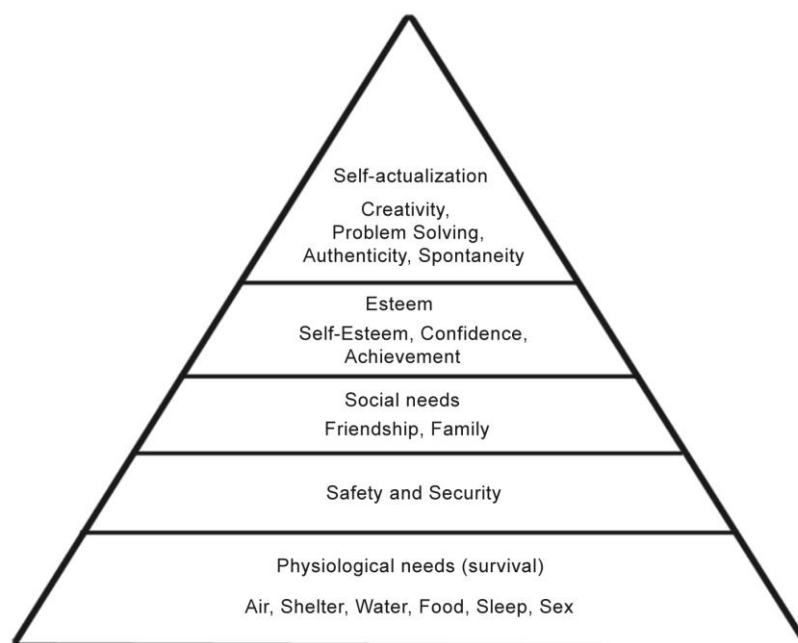 Self-actualization
Creativity,
Problem Solving,
Authenticity, Spontaneity
Esteem
Self-Esteem, Confidence,
Achievement
Social needs
Friendship, Family
Safety and Security
Physiological needs (survival)
Air, Shelter, Water, Food, Sleep, Sex